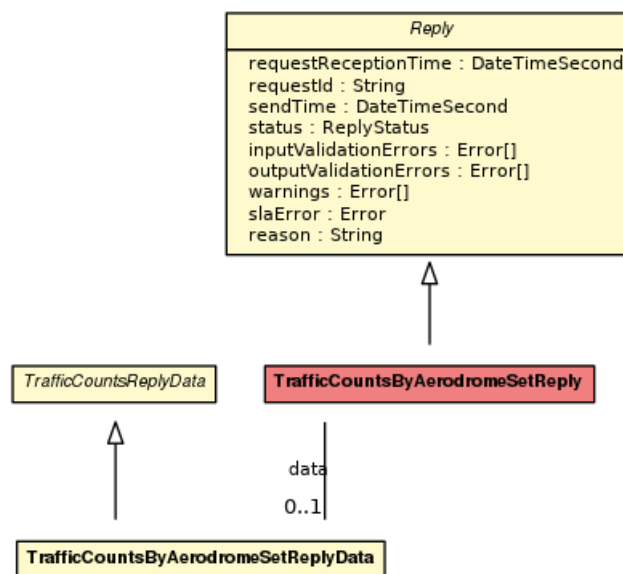 Reply
requestReceptionTime : DateTimeSecond
requestId : String
sendTime : DateTimeSecond
status : ReplyStatus
inputValidationErrors : Error[]
outputValidationErrors : Error[]
warnings : Error[]
slaError : Error
reason : String
TrafficCountsReplyData
TrafficCountsByAerodromeSetReply
data
0..1
TrafficCountsByAerodromeSetReplyData